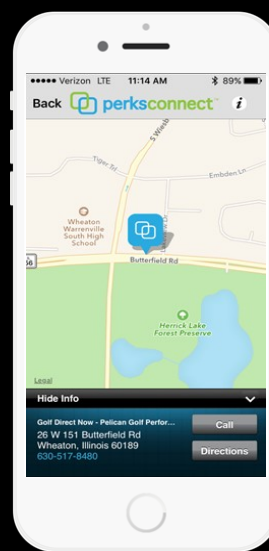 Verizon LTE 11:14 AM 89%
Back perksconnect i
Tiger St
Embden Ln
Wheaton
Warrenville
South High
School
Butterfield Rd
56
Herrick Lake
Forest Preserve
Legal
Hide Info
Golf Direct Now - Pelican Golf Perfor...
Call
26 W 151 Butterfield Rd
Wheaton, Illinois 60189
630-517-8480
Directions